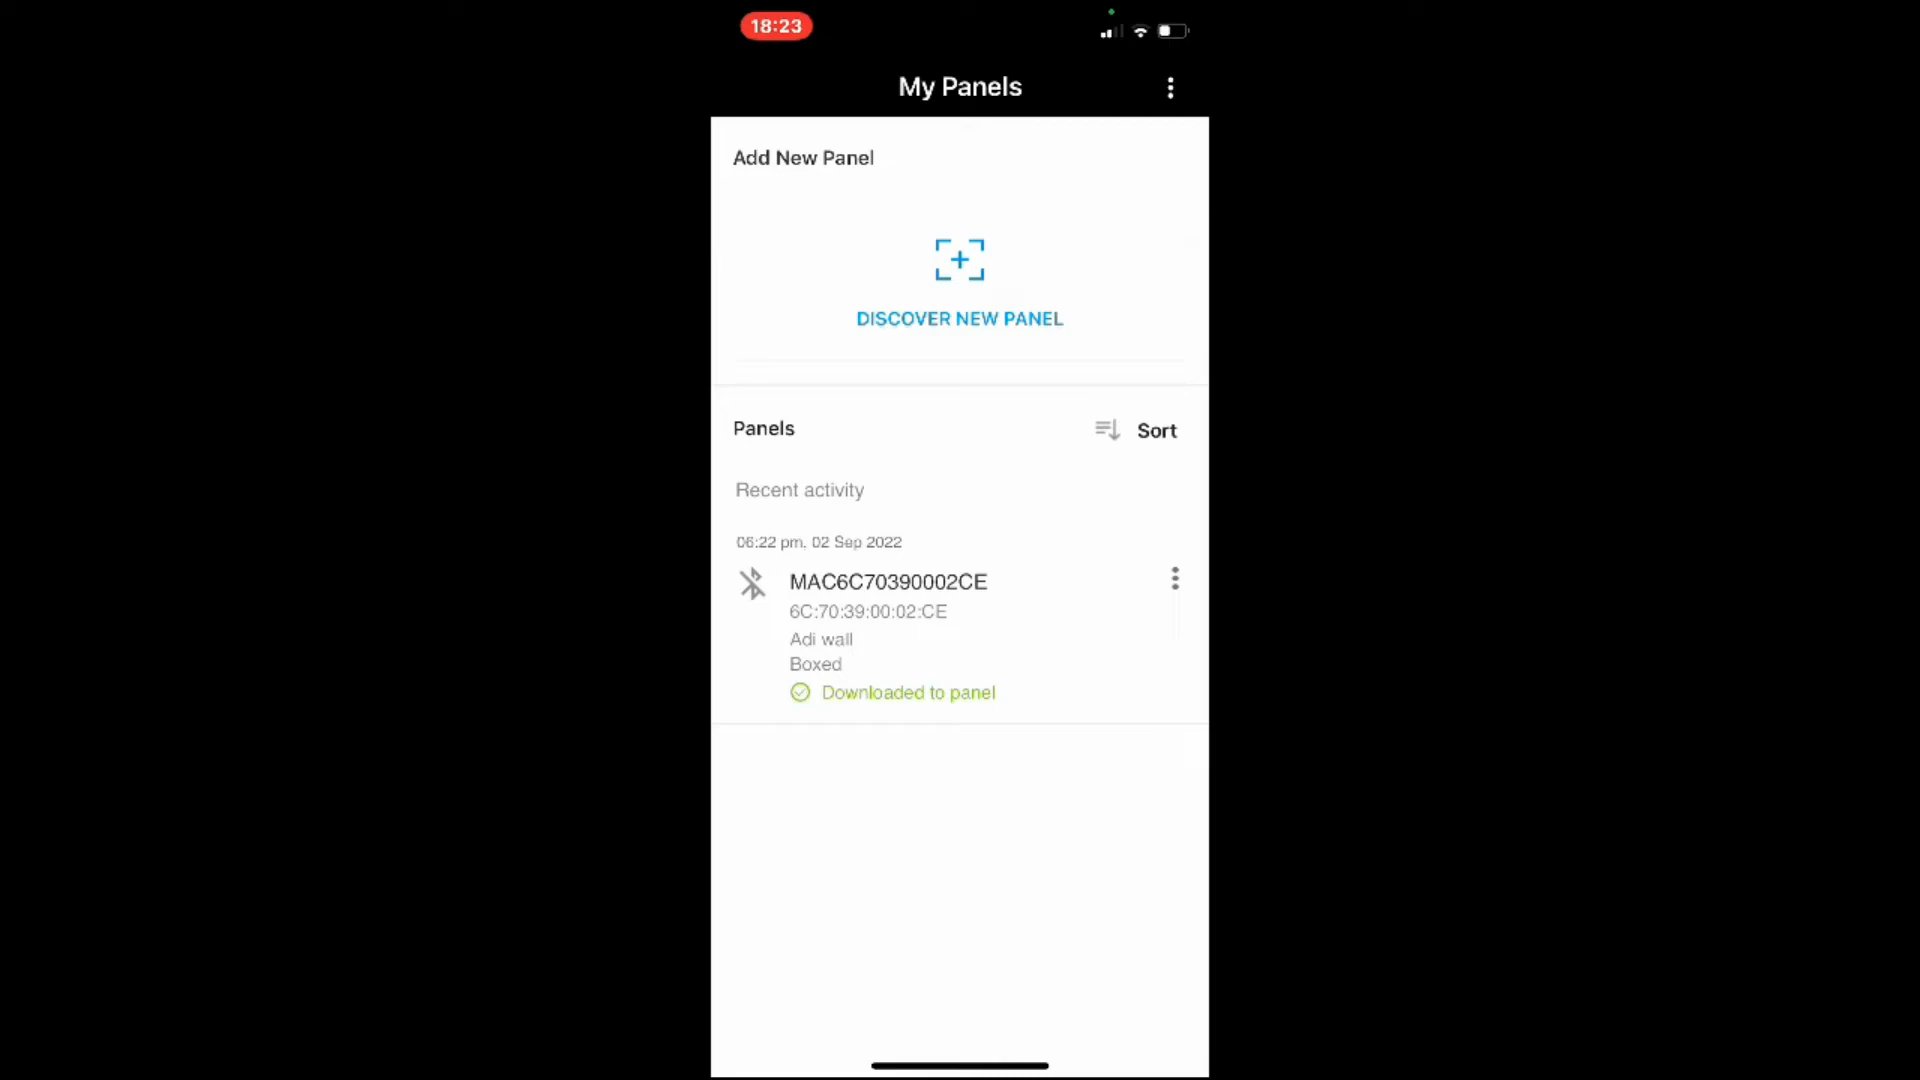 18:23
My Panels
Add New Panel
DISCOVER NEW PANEL
Panels
Sort
Recent activity
06:22 pm, 02 Sep 2022
MAC6C70390002CE
6C:70:39:00:02:CE
Adi wall
Boxed
Downloaded to panel